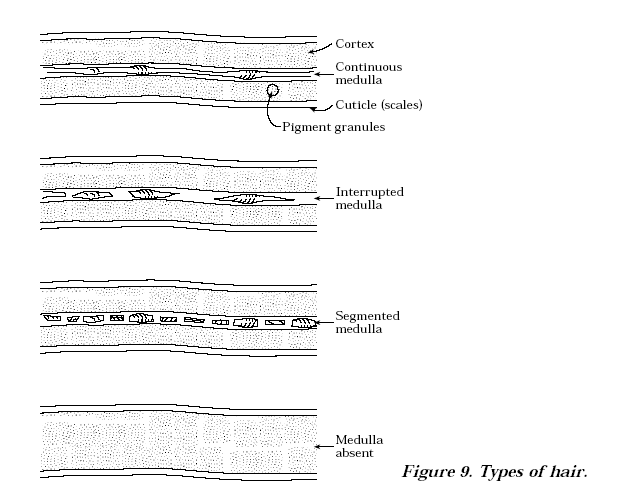 Cortex
Continuous
medulla
Cuticle (scales)
Pigment granules
Interrupted
medulla
Segmented
medulla
Medulla
absent
Figure 9. Types of hair.